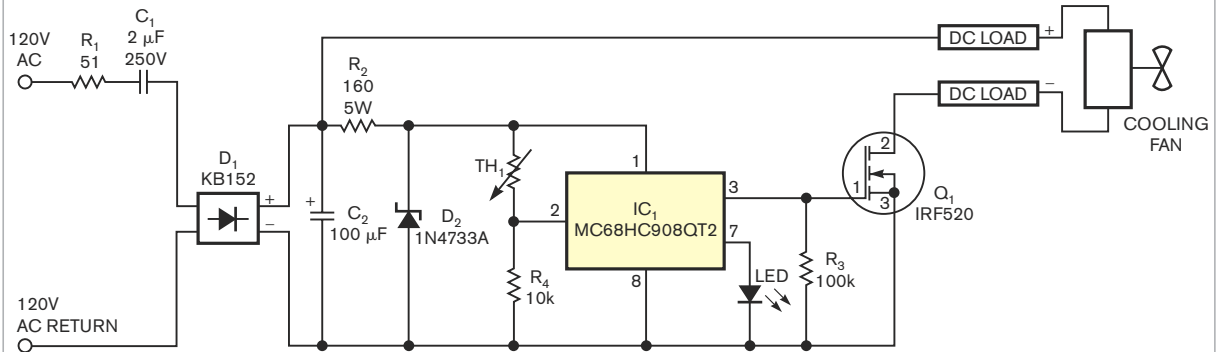 120V
AC
R1
51
C1
2 µF
250V
D1
KB152
+
−
120V
AC RETURN
+
C2
100 µF
R2
160
5W
D2
1N4733A
TH1
R4
10k
1
2
IC1
MC68HC908QT2
3
7
8
LED
R3
100k
1
2
3
Q1
IRF520
DC LOAD
+
DC LOAD
−
COOLING
FAN